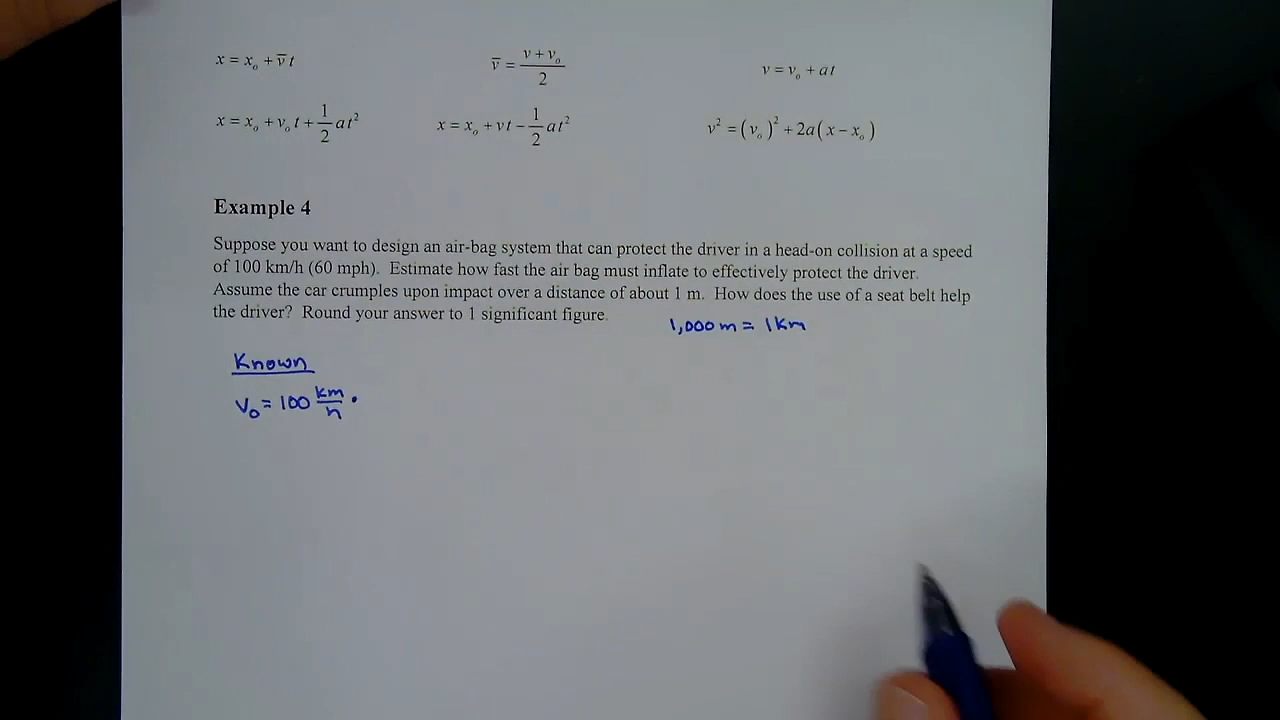 x = x₀ + v̅t    v̅ = (v + v₀)/2    v = v₀ + at
x = x₀ + v₀t + 1/2 at²    x = x₀ + vt − 1/2 at²    v² = (v₀)² + 2a(x − x₀)
Example 4
Suppose you want to design an air-bag system that can protect the driver in a head-on collision at a speed
of 100 km/h (60 mph). Estimate how fast the air bag must inflate to effectively protect the driver.
Assume the car crumples upon impact over a distance of about 1 m. How does the use of a seat belt help
the driver? Round your answer to 1 significant figure.
1,000 m = 1 km
Known
v₀ = 100 km/h ·